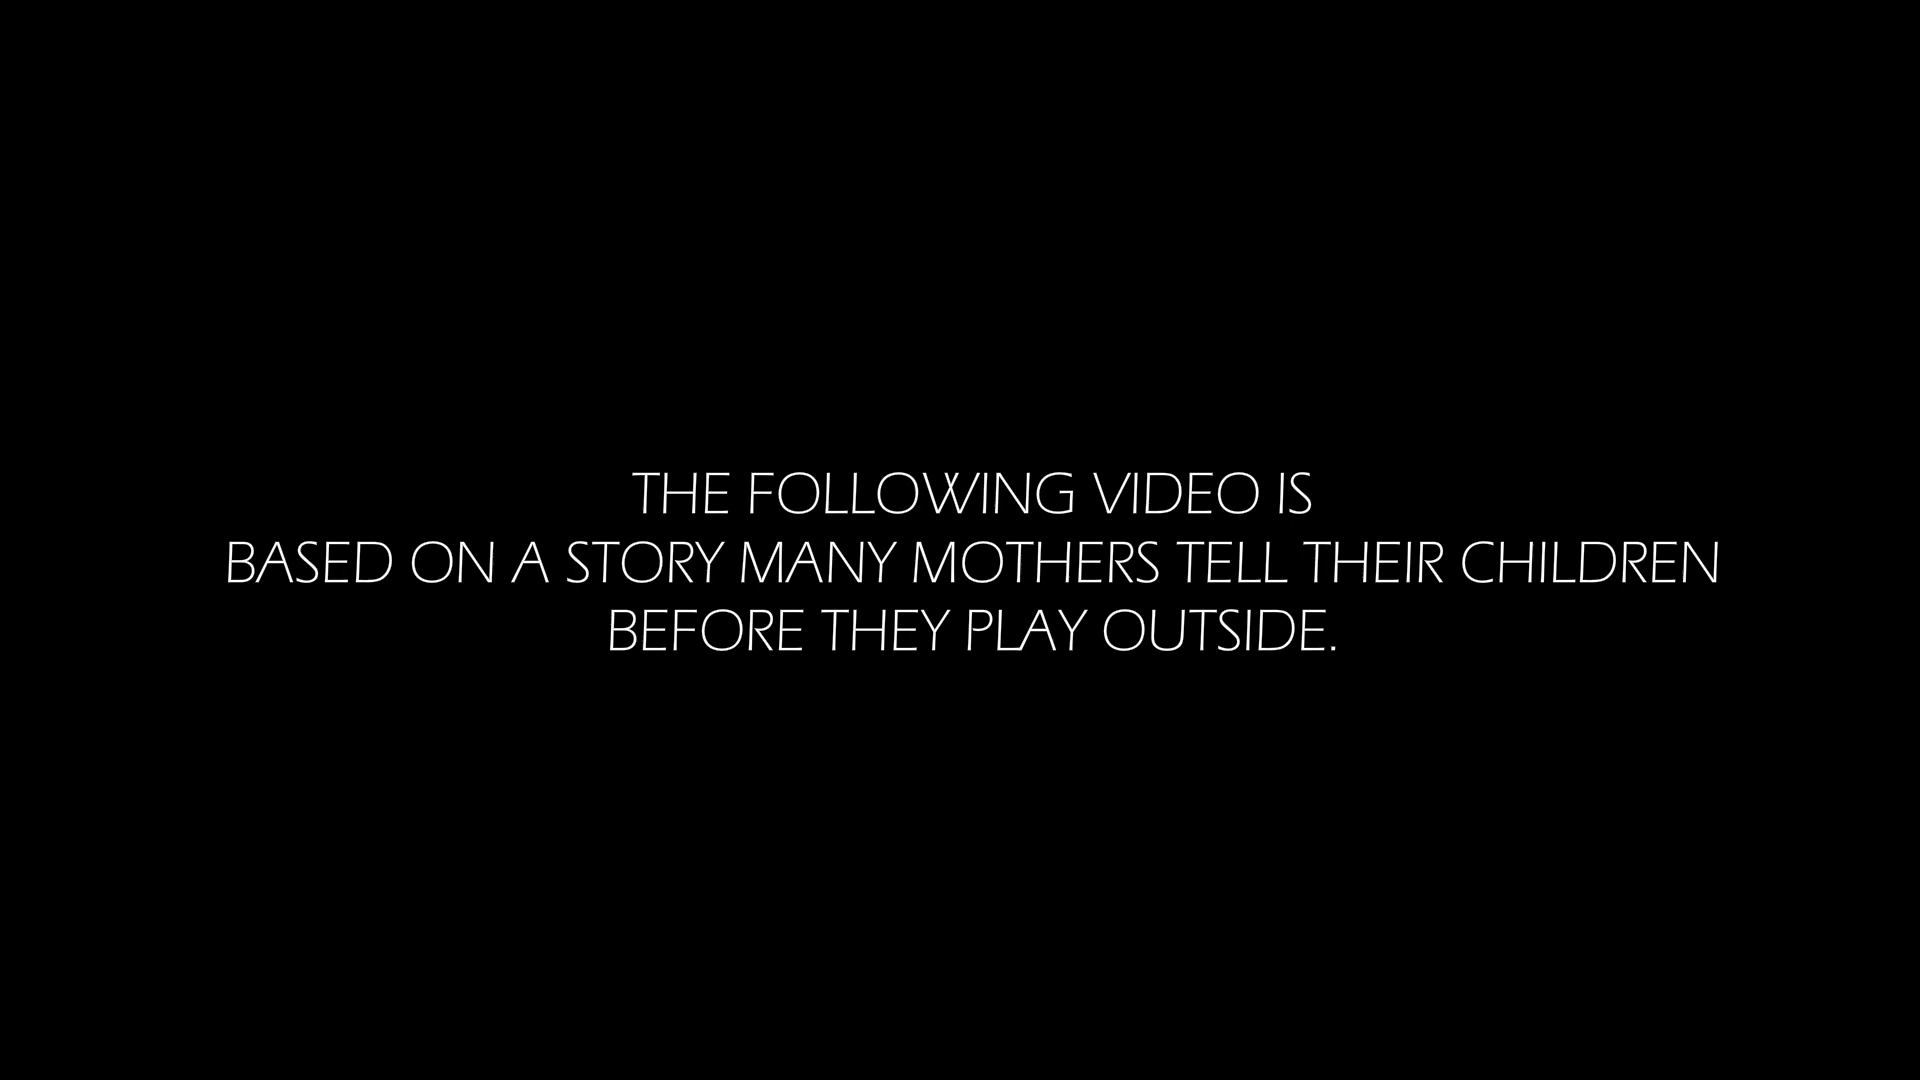 THE FOLLOWING VIDEO IS
BASED ON A STORY MANY MOTHERS TELL THEIR CHILDREN
BEFORE THEY PLAY OUTSIDE.